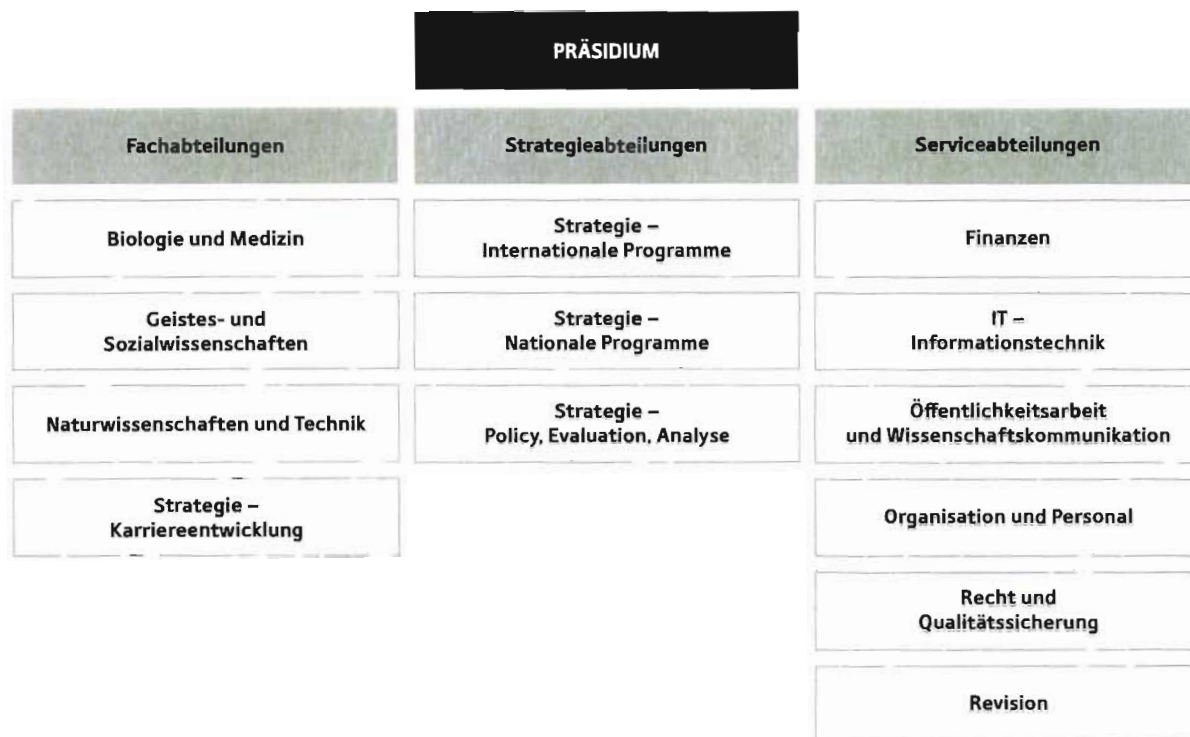 PRÄSIDIUM
Fachabteilungen
Biologie und Medizin
Geistes- und
Sozialwissenschaften
Naturwissenschaften und Technik
Strategie –
Karriereentwicklung
Strategieabteilungen
Strategie –
Internationale Programme
Strategie –
Nationale Programme
Strategie –
Policy, Evaluation, Analyse
Serviceabteilungen
Finanzen
IT –
Informationstechnik
Öffentlichkeitsarbeit
und Wissenschaftskommunikation
Organisation und Personal
Recht und
Qualitätssicherung
Revision